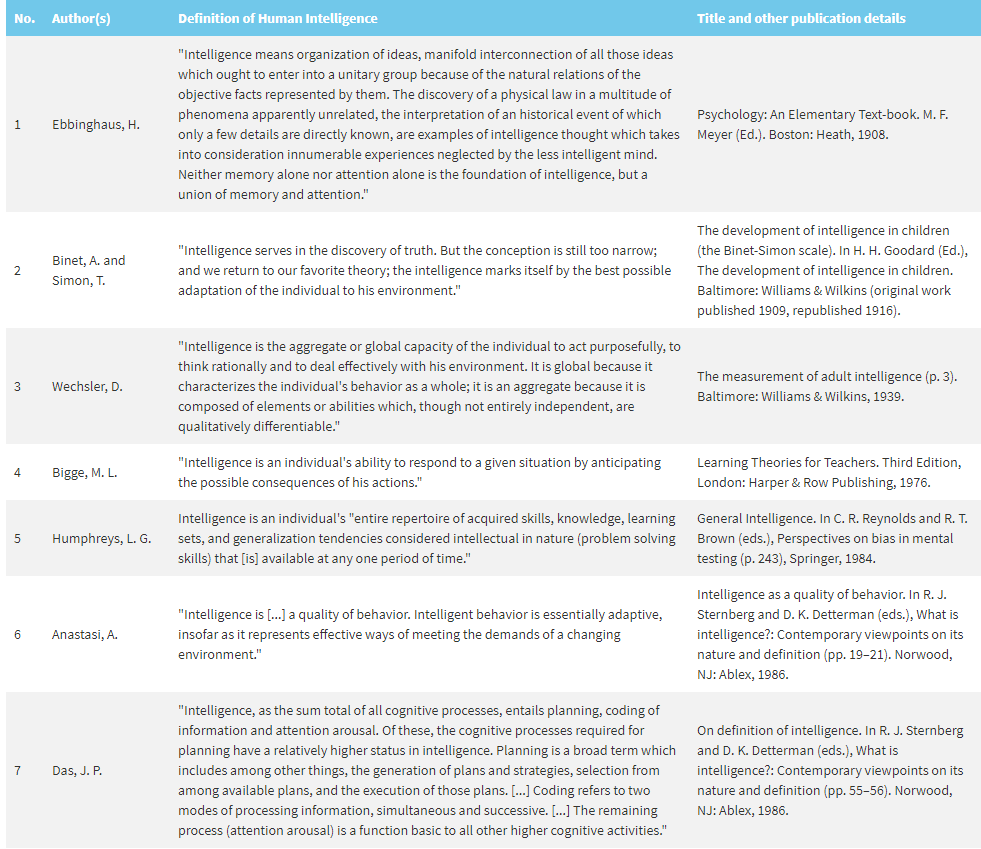 No. Author(s) Definition of Human Intelligence Title and other publication details
1
Ebbinghaus, H.
"Intelligence means organization of ideas, manifold interconnection of all those ideas
which ought to enter into a unitary group because of the natural relations of the
objective facts represented by them. The discovery of a physical law in a multitude of
phenomena apparently unrelated, the interpretation of an historical event of which
only a few details are directly known, are examples of intelligence thought which takes
into consideration innumerable experiences neglected by the less intelligent mind.
Neither memory alone nor attention alone is the foundation of intelligence, but a
union of memory and attention."
Psychology: An Elementary Text-book. M. F.
Meyer (Ed.). Boston: Heath, 1908.
2
Binet, A. and
Simon, T.
"Intelligence serves in the discovery of truth. But the conception is still too narrow;
and we return to our favorite theory; the intelligence marks itself by the best possible
adaptation of the individual to his environment."
The development of intelligence in children
(the Binet-Simon scale). In H. H. Goodard (Ed.),
The development of intelligence in children.
Baltimore: Williams & Wilkins (original work
published 1909, republished 1916).
3
Wechsler, D.
"Intelligence is the aggregate or global capacity of the individual to act purposefully, to
think rationally and to deal effectively with his environment. It is global because it
characterizes the individual's behavior as a whole; it is an aggregate because it is
composed of elements or abilities which, though not entirely independent, are
qualitatively differentiable."
The measurement of adult intelligence (p. 3).
Baltimore: Williams & Wilkins, 1939.
4
Bigge, M. L.
"Intelligence is an individual's ability to respond to a given situation by anticipating
the possible consequences of his actions."
Learning Theories for Teachers. Third Edition,
London: Harper & Row Publishing, 1976.
5
Humphreys, L. G.
Intelligence is an individual's "entire repertoire of acquired skills, knowledge, learning
sets, and generalization tendencies considered intellectual in nature (problem solving
skills) that [is] available at any one period of time."
General Intelligence. In C. R. Reynolds and R. T.
Brown (eds.), Perspectives on bias in mental
testing (p. 243), Springer, 1984.
6
Anastasi, A.
"Intelligence is [...] a quality of behavior. Intelligent behavior is essentially adaptive,
insofar as it represents effective ways of meeting the demands of a changing
environment."
Intelligence as a quality of behavior. In R. J.
Sternberg and D. K. Detterman (eds.), What is
intelligence?: Contemporary viewpoints on its
nature and definition (pp. 19–21). Norwood,
NJ: Ablex, 1986.
7
Das, J. P.
"Intelligence, as the sum total of all cognitive processes, entails planning, coding of
information and attention arousal. Of these, the cognitive processes required for
planning have a relatively higher status in intelligence. Planning is a broad term which
includes among other things, the generation of plans and strategies, selection from
among available plans, and the execution of those plans. [...] Coding refers to two
modes of processing information, simultaneous and successive. [...] The remaining
process (attention arousal) is a function basic to all other higher cognitive activities."
On definition of intelligence. In R. J. Sternberg
and D. K. Detterman (eds.), What is
intelligence?: Contemporary viewpoints on its
nature and definition (pp. 55–56). Norwood,
NJ: Ablex, 1986.